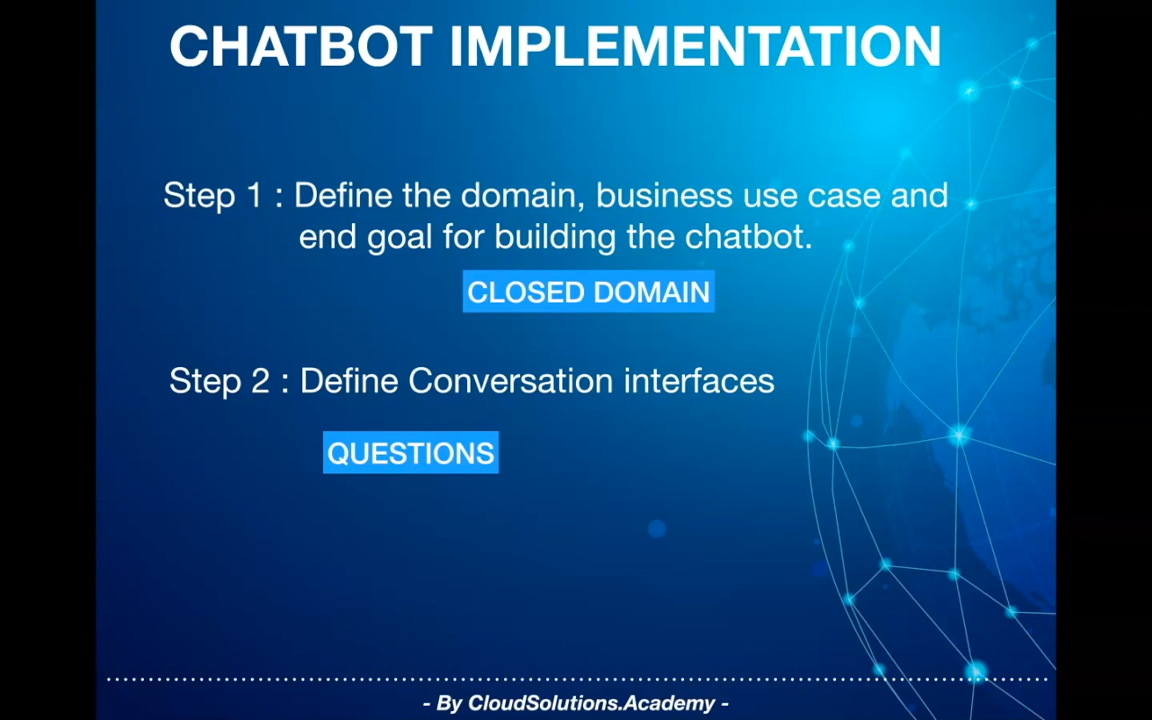 CHATBOT IMPLEMENTATION
Step 1 : Define the domain, business use case and
end goal for building the chatbot.
CLOSED DOMAIN
Step 2 : Define Conversation interfaces
QUESTIONS
- By CloudSolutions.Academy -